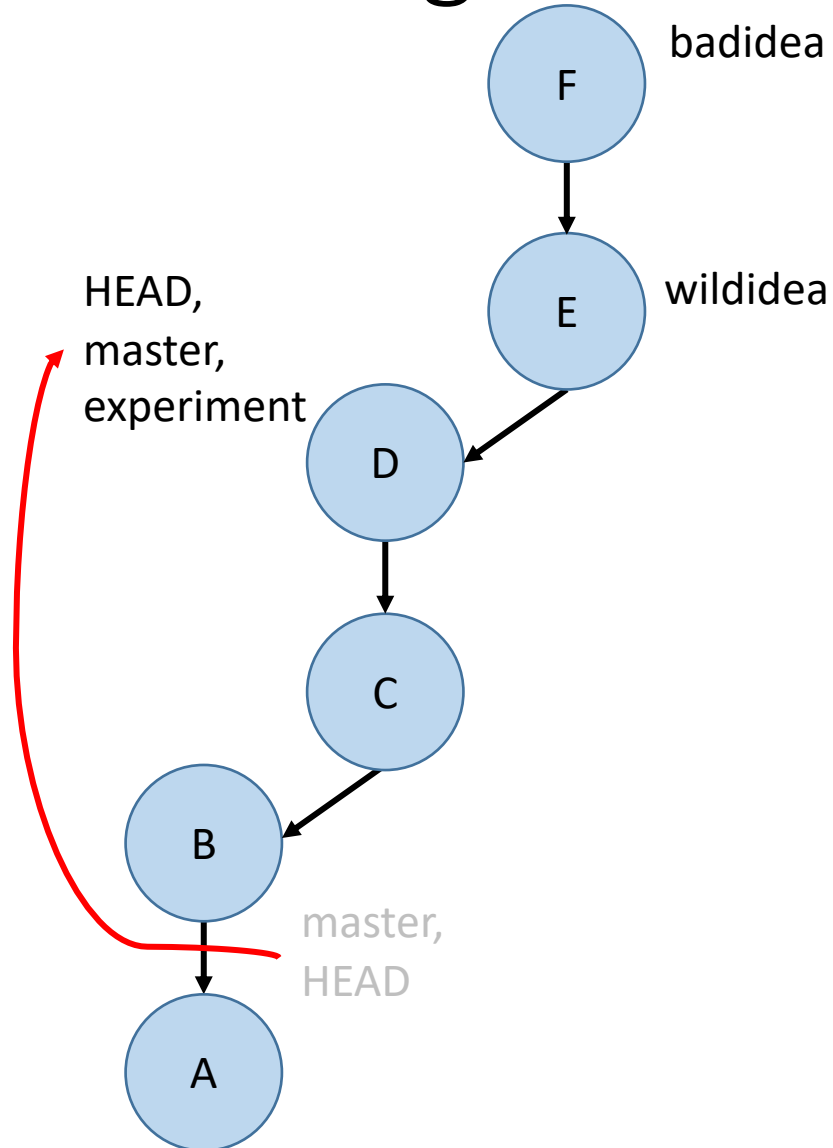 F
badidea
E
wildidea
HEAD,
master,
experiment
D
C
B
master,
HEAD
A